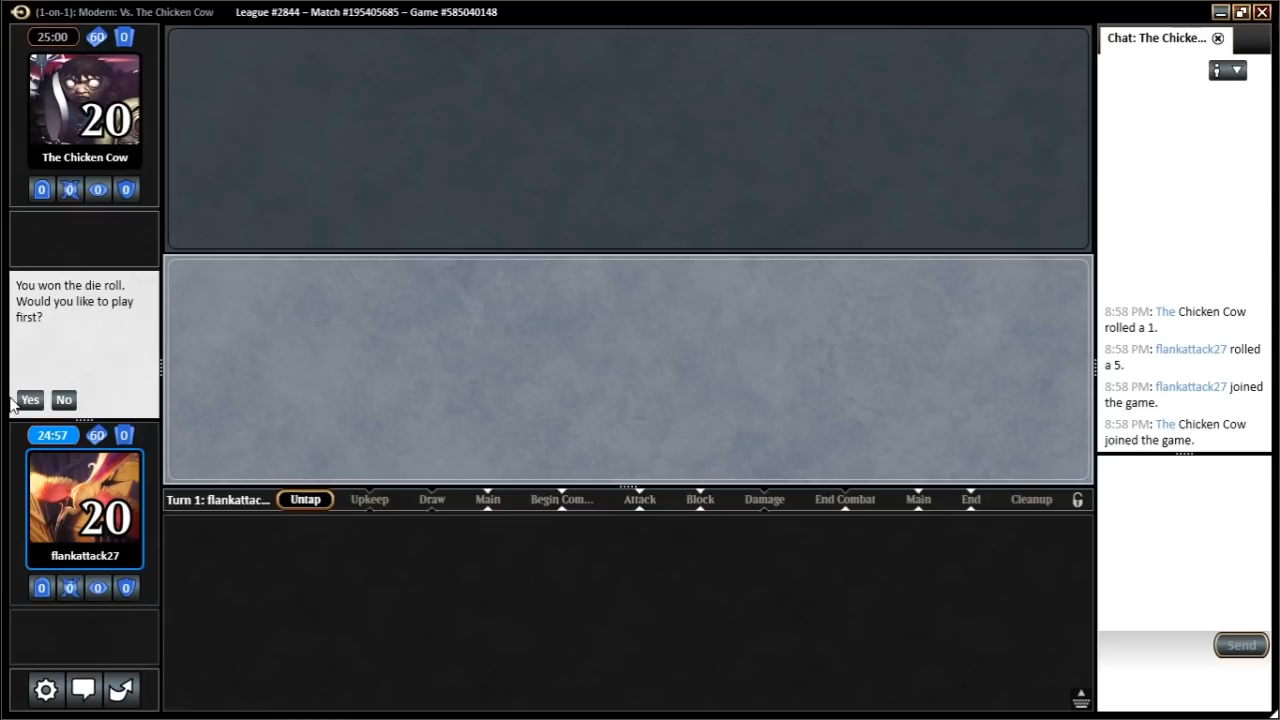 (1-on-1): Modern: Vs. The Chicken Cow League #2844 – Match #195405685 – Game #585040148
25:00 60 0
20
The Chicken Cow
0 0 0 0
You won the die roll.
Would you like to play
first?
Yes No
24:57 60 0
20
flankattack27
0 0 0 0
Turn 1: flankattac... Untap Upkeep Draw Main Begin Com... Attack Block Damage End Combat Main End Cleanup
Chat: The Chicke...
8:58 PM: The Chicken Cow
rolled a 1.
8:58 PM: flankattack27 rolled
a 5.
8:58 PM: flankattack27 joined
the game.
8:58 PM: The Chicken Cow
joined the game.
Send